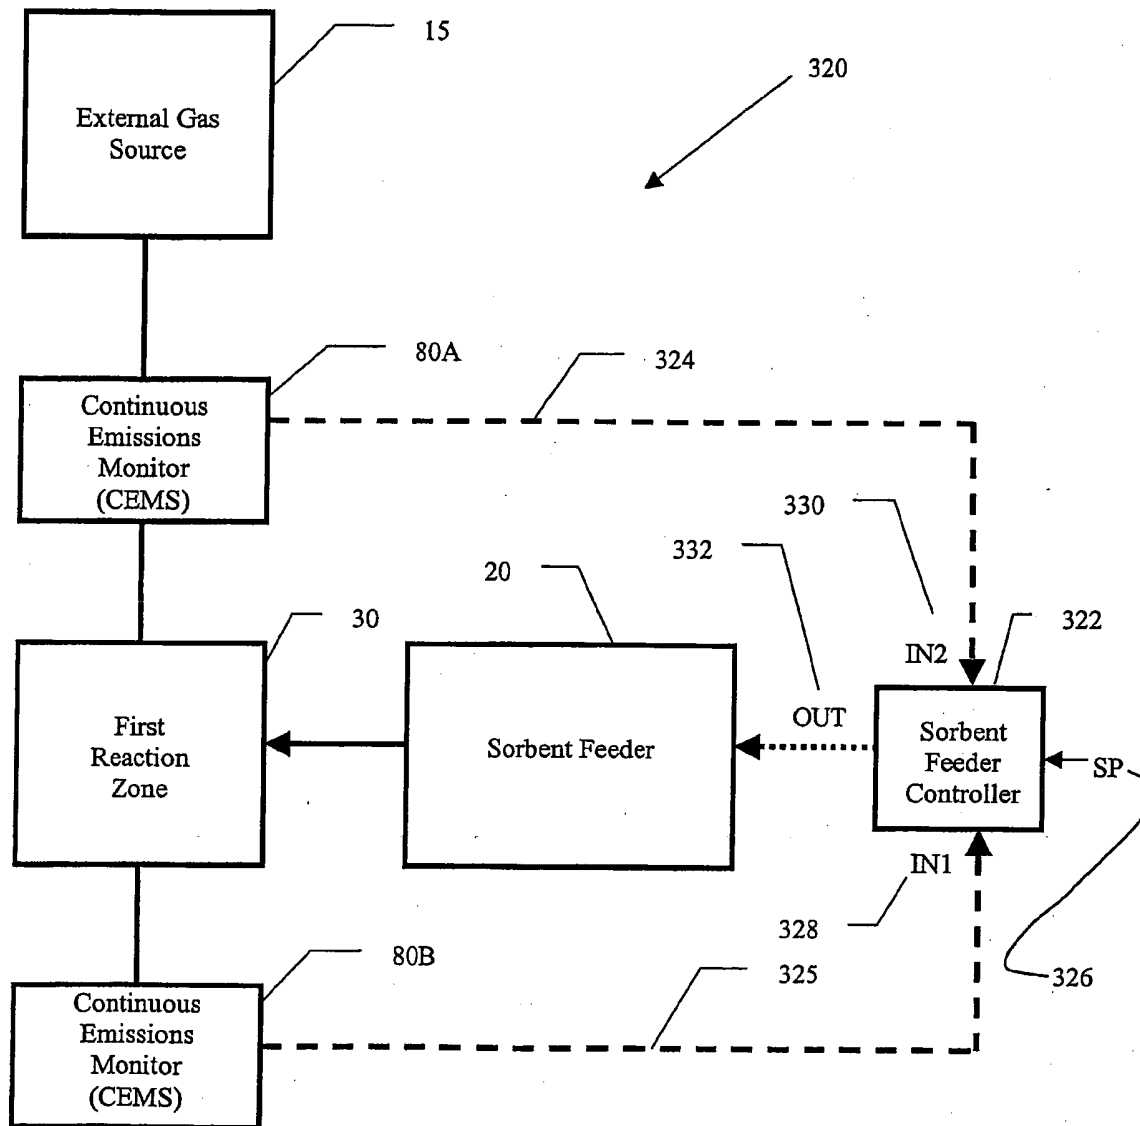 15
External Gas
Source
320
80A
324
Continuous
Emissions
Monitor
(CEMS)
330
332
20
30
322
IN2
OUT
First
Reaction
Zone
Sorbent Feeder
Sorbent
Feeder
Controller
SP
IN1
328
80B
325
326
Continuous
Emissions
Monitor
(CEMS)